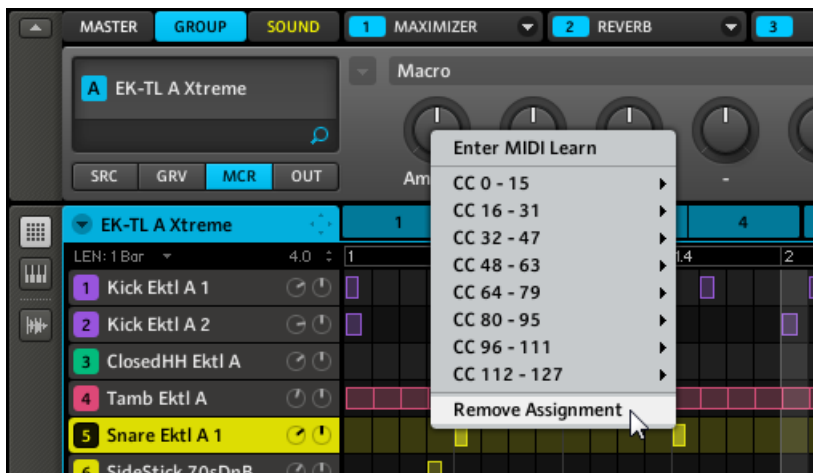 MASTER GROUP SOUND 1 MAXIMIZER 2 REVERB 3
Macro
A EK-TL A Xtreme
SRC GRV MCR OUT
Am
-
Enter MIDI Learn
CC 0 - 15
CC 16 - 31
CC 32 - 47
CC 48 - 63
CC 64 - 79
CC 80 - 95
CC 96 - 111
CC 112 - 127
Remove Assignment
EK-TL A Xtreme 1 4
LEN: 1 Bar 4.0 1 1.4 2
1 Kick Ektl A 1
2 Kick Ektl A 2
3 ClosedHH Ektl A
4 Tamb Ektl A
5 Snare Ektl A 1
6 SideStick 70sDnB